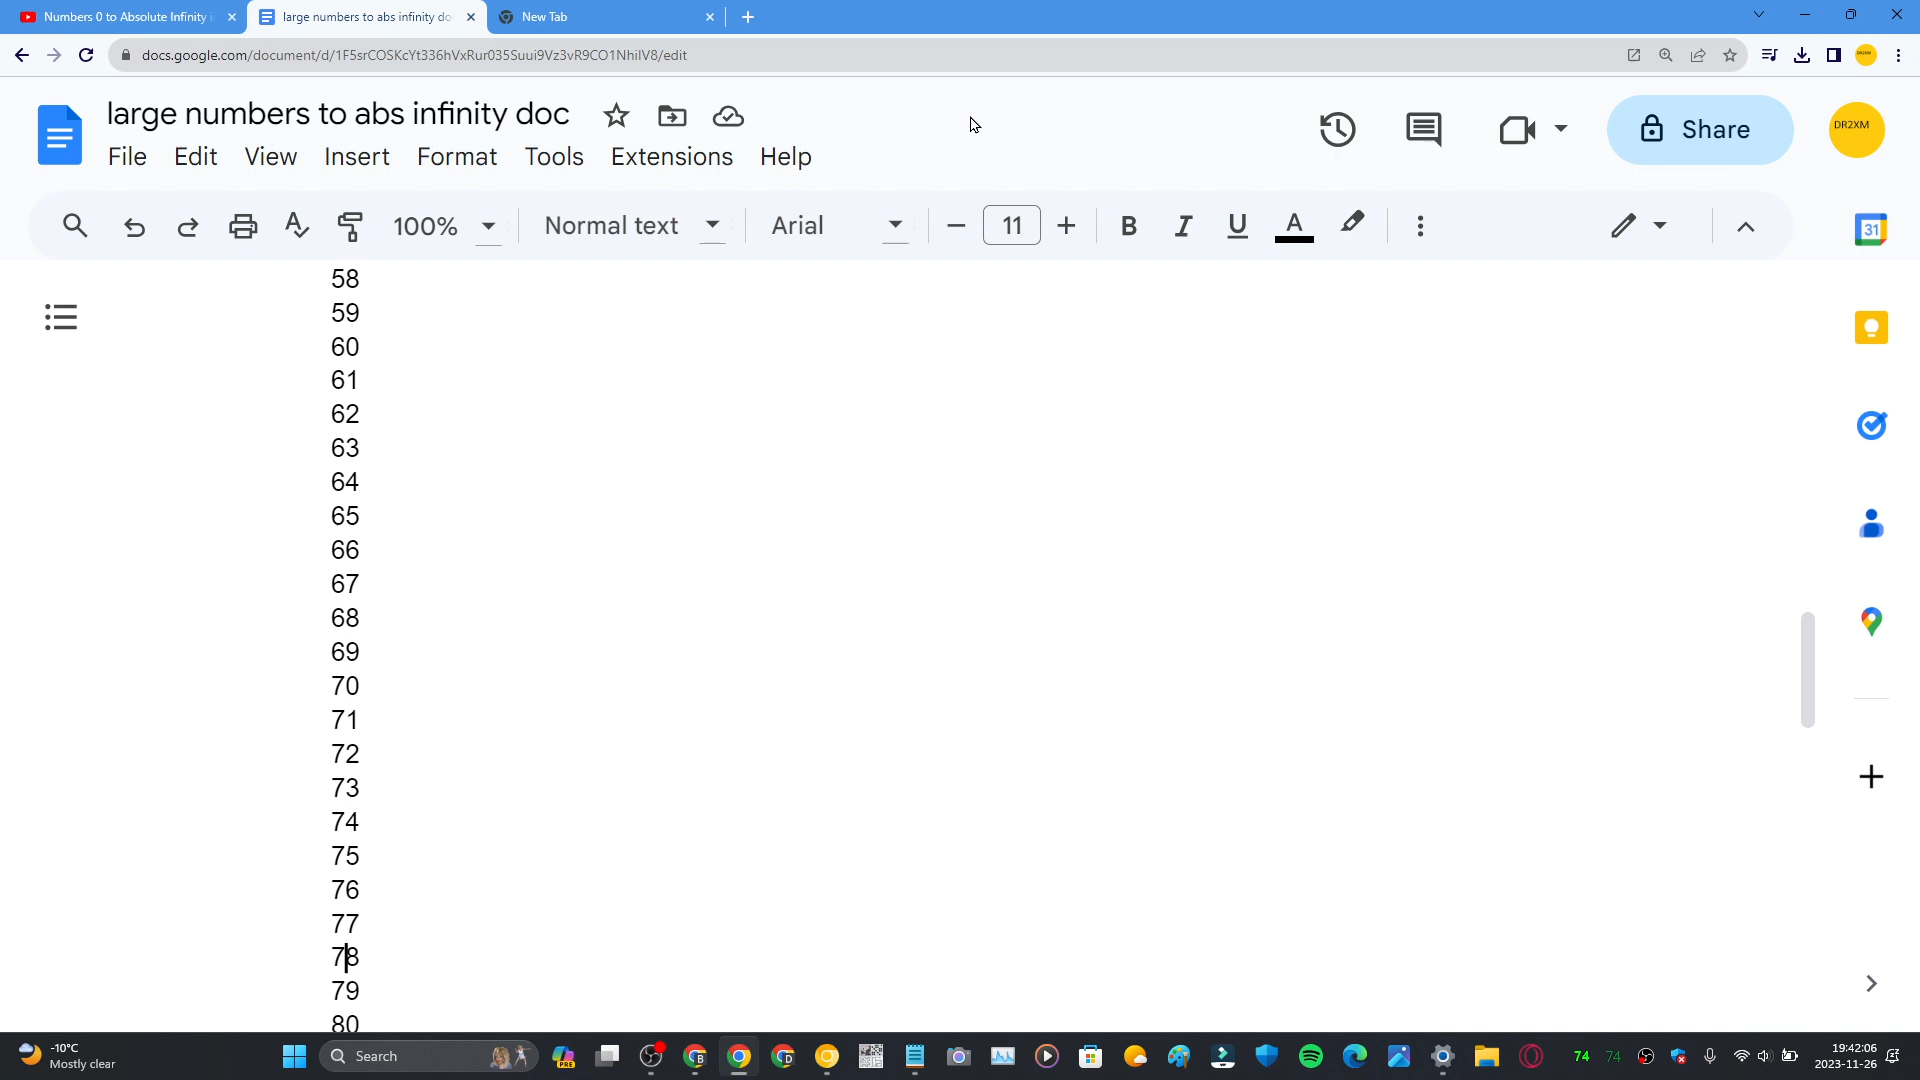 Numbers 0 to Absolute Infinity i
large numbers to abs infinity do
New Tab
docs.google.com/document/d/1F5srCOSKcYt336hVxRur035Suui9Vz3vR9CO1NhilV8/edit
large numbers to abs infinity doc
File Edit View Insert Format Tools Extensions Help
Share
DR2XM
100% Normal text Arial 11 B I U A
31
58
59
60
61
62
63
64
65
66
67
68
69
70
71
72
73
74
75
76
77
78
79
80
-10°C
Mostly clear
Search
PRE
B
D
74
74
19:42:06
2023-11-26